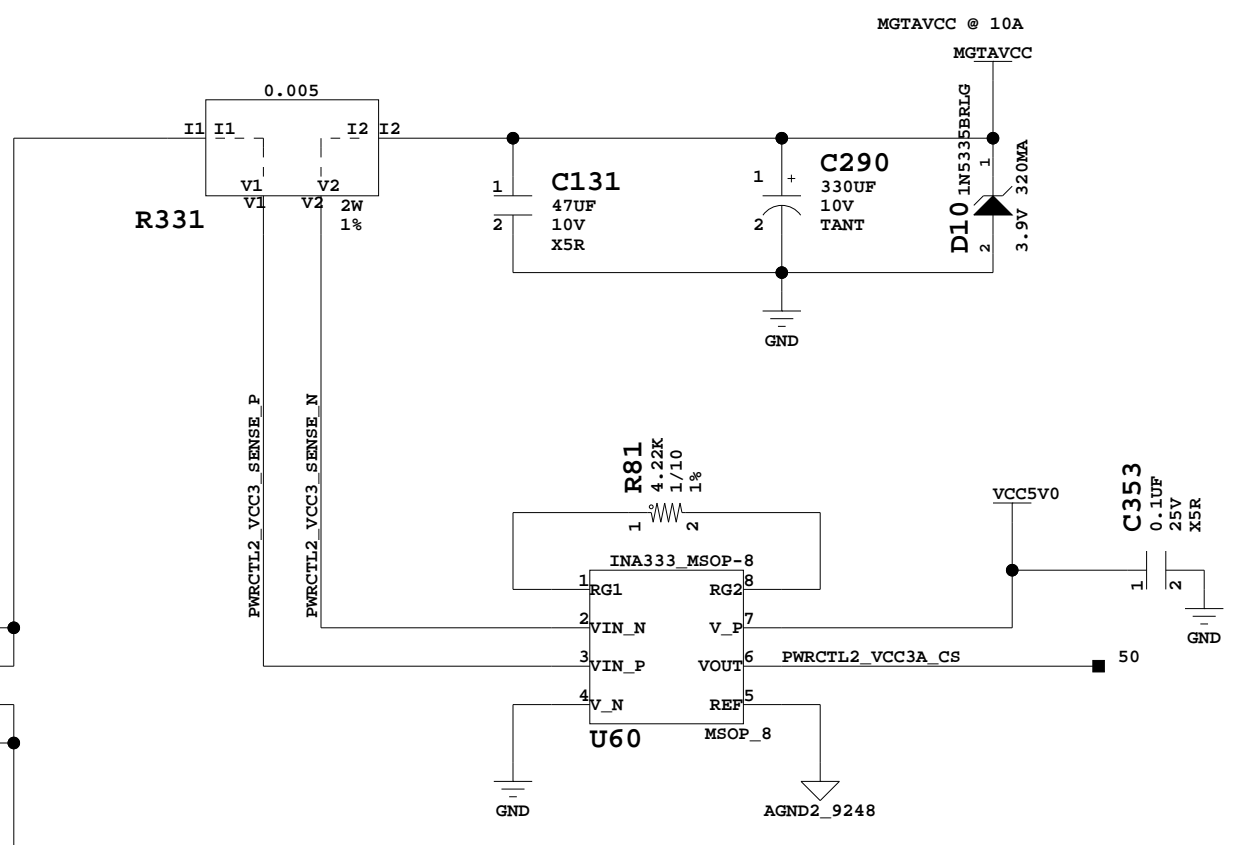 MGTAVCC @ 10A
MGTAVCC
0.005
I1 I1
I2 I2
V1
V2
V1
V2
2W
1%
R331
1
2
C131
47UF
10V
X5R
1
+
2
C290
330UF
10V
TANT
D10
1N5335BRLG
1
2
3.9V 320MA
GND
PWRCTL2_VCC3_SENSE_P
PWRCTL2_VCC3_SENSE_N
R81
4.22K
1/10
1%
1
2
VCC5V0
C353
0.1UF
25V
X5R
1
2
GND
INA333_MSOP-8
1
RG1
RG2
8
2
VIN_N
V_P
7
3
VIN_P
VOUT
6
PWRCTL2_VCC3A_CS
50
4
V_N
REF
5
U60
MSOP_8
GND
AGND2_9248